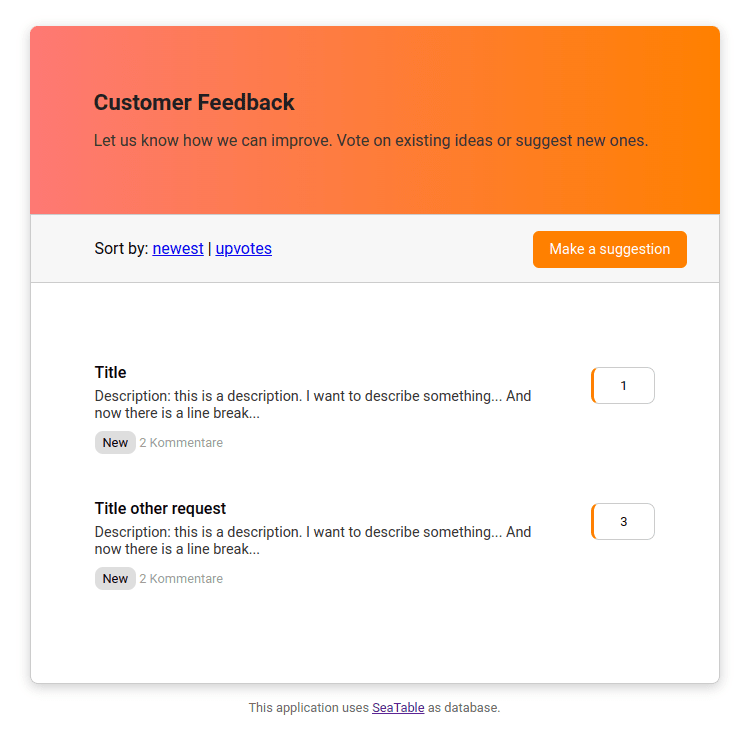 Customer Feedback
Let us know how we can improve. Vote on existing ideas or suggest new ones.
Sort by: newest | upvotes
Make a suggestion
Title
1
Description: this is a description. I want to describe something... And
now there is a line break...
New 2 Kommentare
Title other request
3
Description: this is a description. I want to describe something... And
now there is a line break...
New 2 Kommentare
This application uses SeaTable as database.